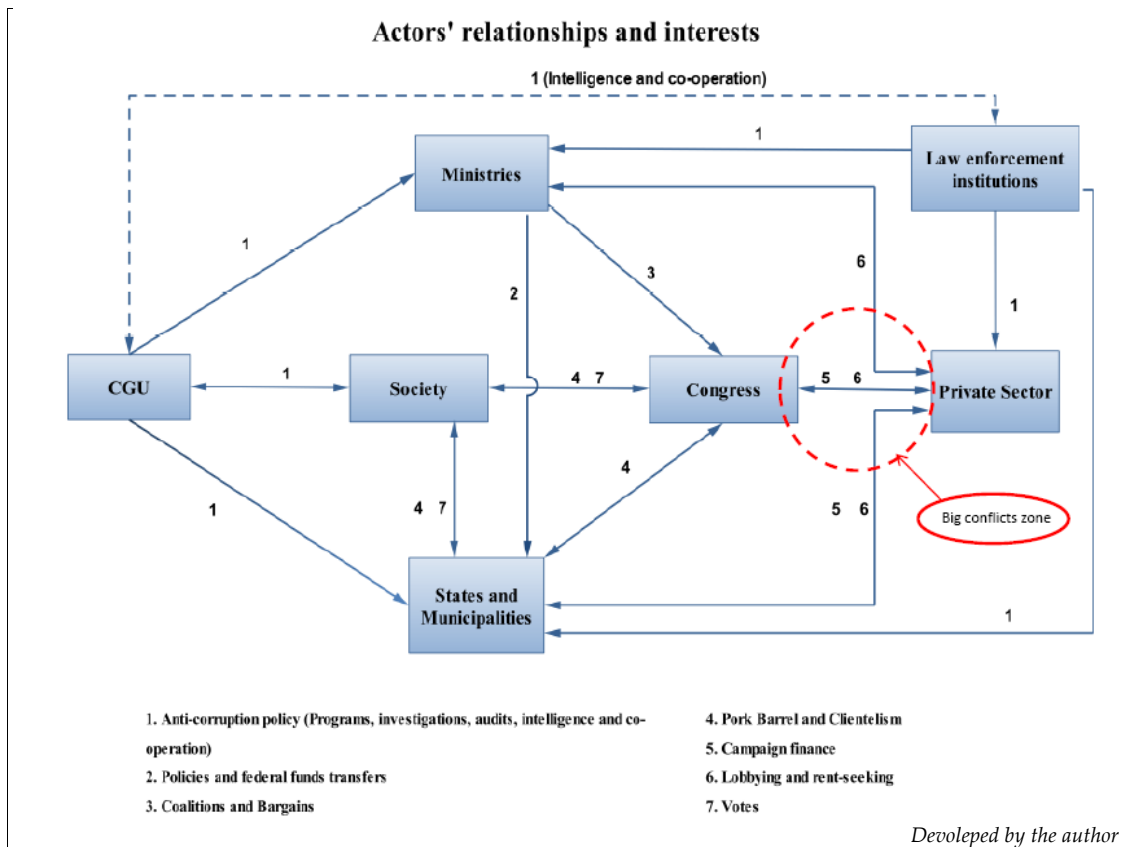 Actors' relationships and interests
1 (Intelligence and co-operation)
1
Law enforcement
institutions
Ministries
1
6
3
2
1
CGU
1
Society
4 7
Congress
5 6
Private Sector
4
1
4 7
5 6
Big conflicts zone
States and
Municipalities
1
1. Anti-corruption policy (Programs, investigations, audits, intelligence and co-
operation)
2. Policies and federal funds transfers
3. Coalitions and Bargains
4. Pork Barrel and Clientelism
5. Campaign finance
6. Lobbying and rent-seeking
7. Votes
Devoleped by the author